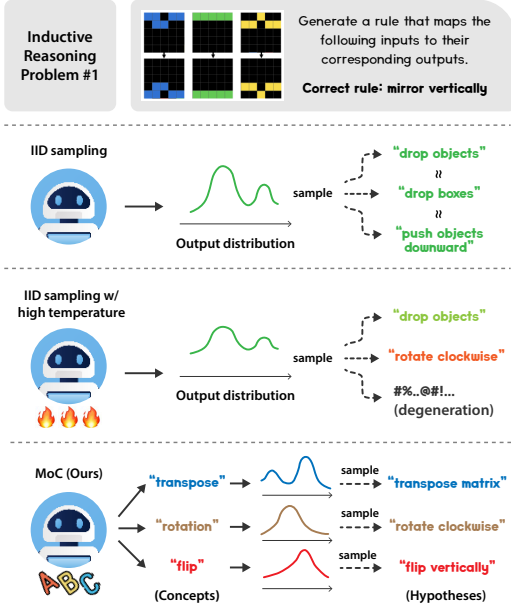 Inductive
Reasoning
Problem #1
Generate a rule that maps the
following inputs to their
corresponding outputs.
Correct rule: mirror vertically
IID sampling
Output distribution
sample
“drop objects”
≈
“drop boxes”
≈
“push objects
downward”
IID sampling w/
high temperature
Output distribution
sample
“drop objects”
“rotate clockwise”
#%..@#!...
(degeneration)
MoC (Ours)
ABC
“transpose”
sample
“transpose matrix”
“rotation”
sample
“rotate clockwise”
“flip”
sample
“flip vertically”
(Concepts)
(Hypotheses)